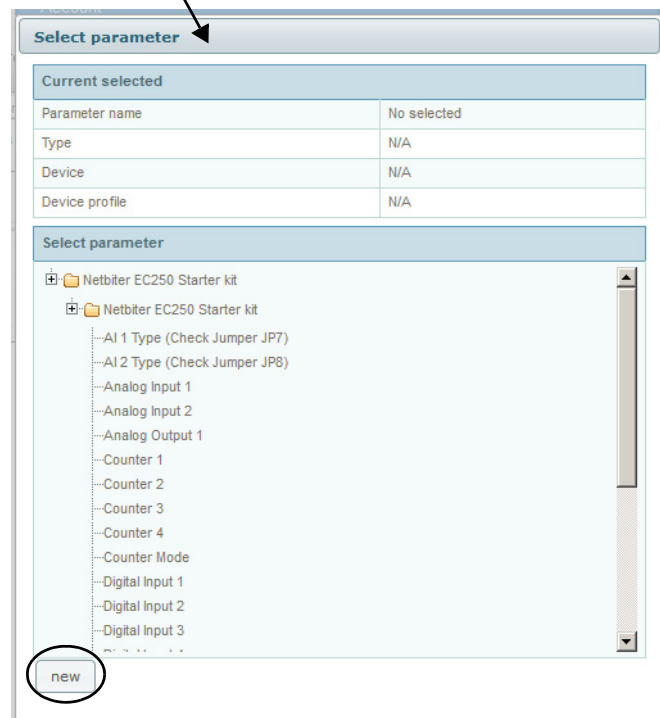 Account
Select parameter
Current selected
Parameter name No selected
Type N/A
Device N/A
Device profile N/A
Select parameter
Netbiter EC250 Starter kit
Netbiter EC250 Starter kit
AI 1 Type (Check Jumper JP7)
AI 2 Type (Check Jumper JP8)
Analog Input 1
Analog Input 2
Analog Output 1
Counter 1
Counter 2
Counter 3
Counter 4
Counter Mode
Digital Input 1
Digital Input 2
Digital Input 3
new